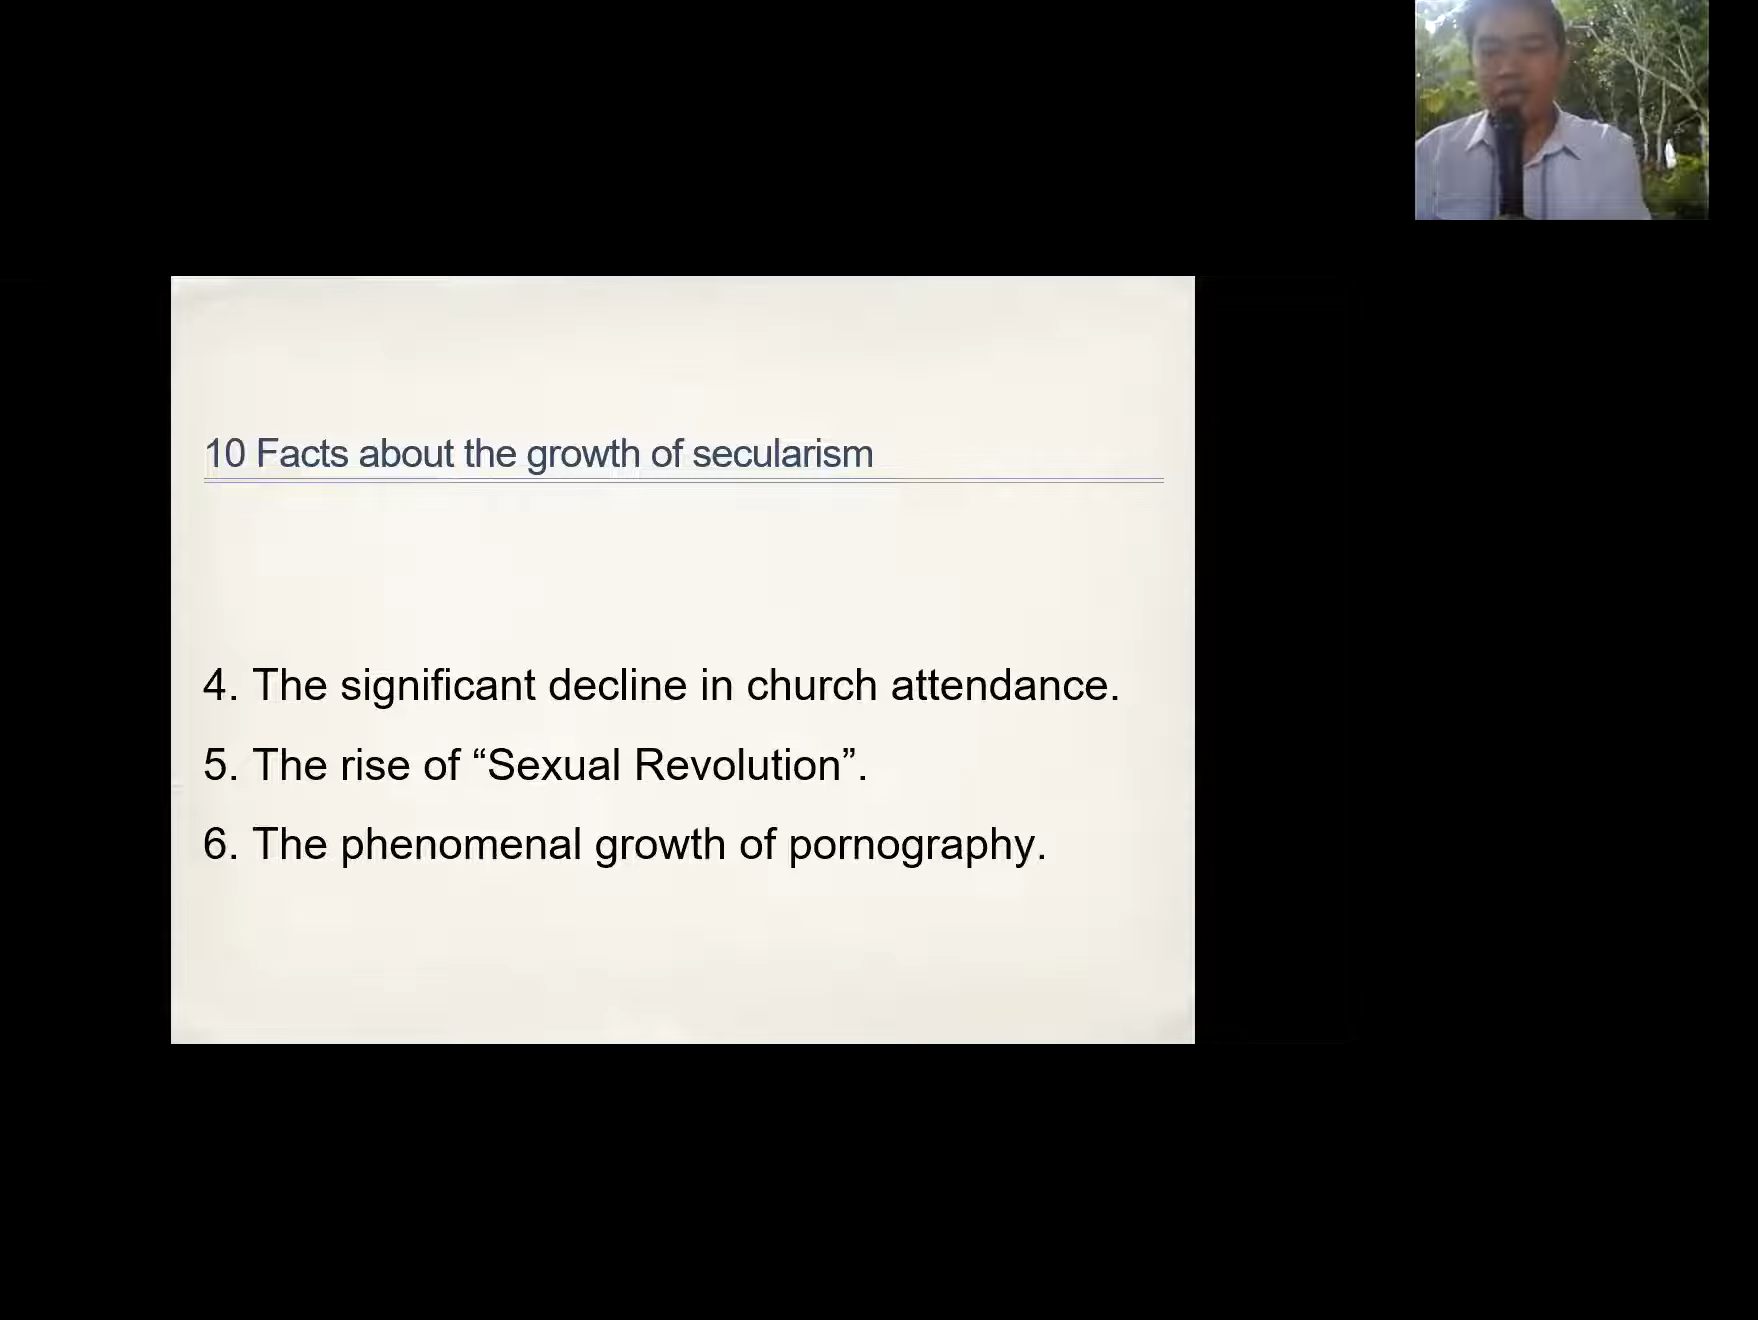 10 Facts about the growth of secularism
4. The significant decline in church attendance.
5. The rise of “Sexual Revolution”.
6. The phenomenal growth of pornography.